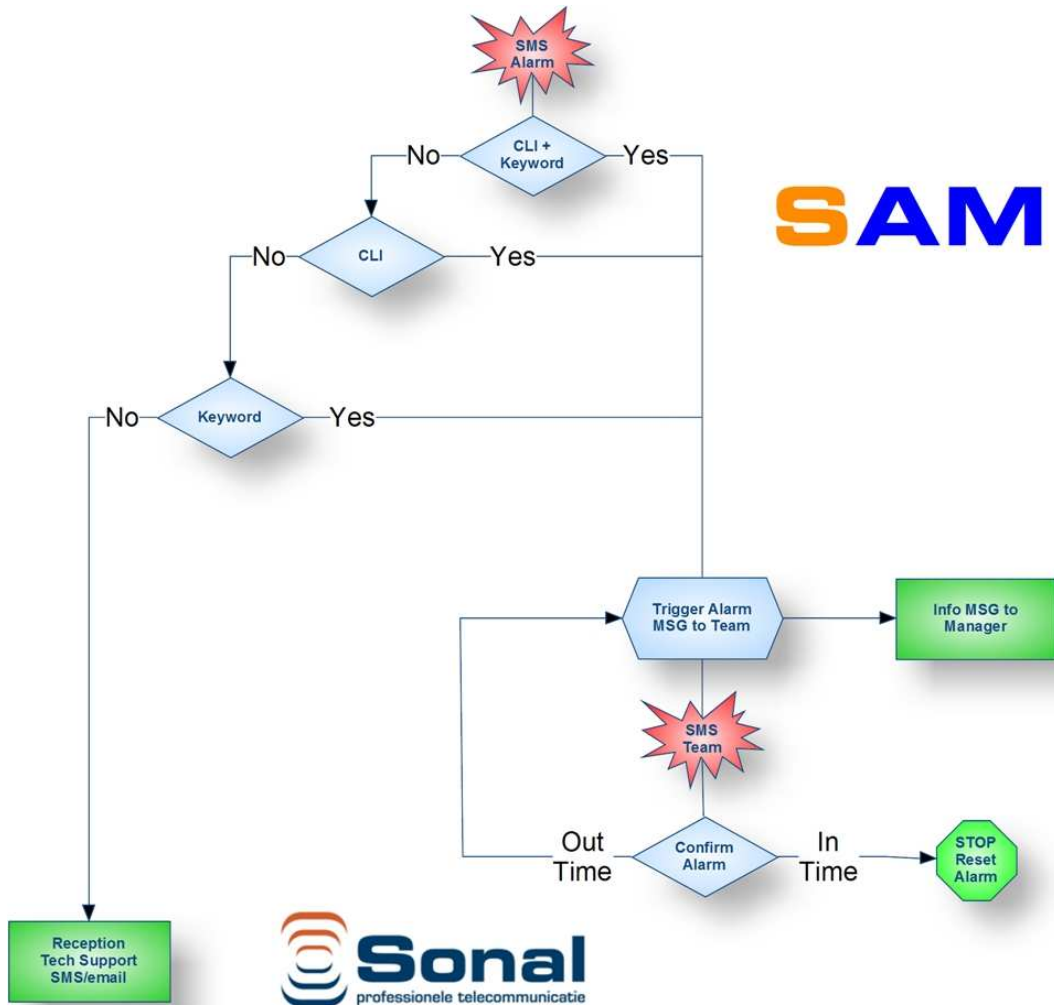 SMS
Alarm
CLI +
Keyword
No
Yes
SAM
CLI
No
Yes
Keyword
No
Yes
Trigger Alarm
MSG to Team
Info MSG to
Manager
SMS
Team
Confirm
Alarm
Out
Time
In
Time
STOP
Reset
Alarm
Reception
Tech Support
SMS/email
Sonal
professionele telecommunicatie